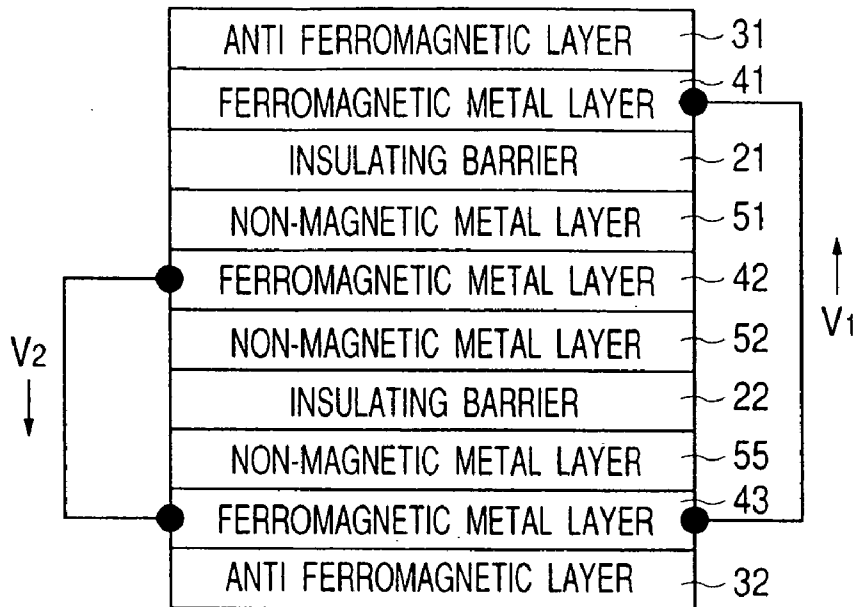 ANTI FERROMAGNETIC LAYER 31
FERROMAGNETIC METAL LAYER 41
INSULATING BARRIER 21
NON-MAGNETIC METAL LAYER 51
FERROMAGNETIC METAL LAYER 42
V1
NON-MAGNETIC METAL LAYER 52
V2
INSULATING BARRIER 22
NON-MAGNETIC METAL LAYER 55
FERROMAGNETIC METAL LAYER 43
ANTI FERROMAGNETIC LAYER 32